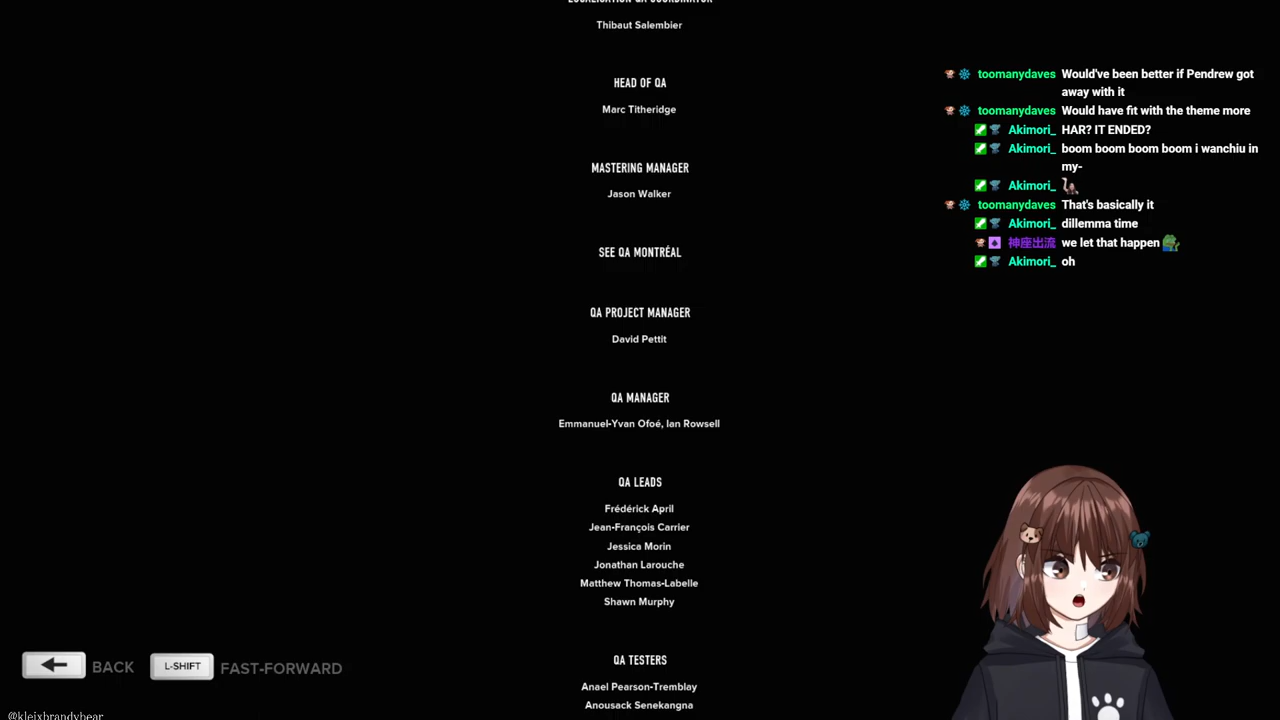 LOCALISATION QA COORDINATOR
Thibaut Salembier
HEAD OF QA
Marc Titheridge
MASTERING MANAGER
Jason Walker
SEE QA MONTRÉAL
QA PROJECT MANAGER
David Pettit
QA MANAGER
Emmanuel-Yvan Ofoé, Ian Rowsell
QA LEADS
Frédérick April
Jean-François Carrier
Jessica Morin
Jonathan Larouche
Matthew Thomas-Labelle
Shawn Murphy
QA TESTERS
Anael Pearson-Tremblay
Anousack Senekangna
toomanydaves Would've been better if Pendrew got
away with it
toomanydaves Would have fit with the theme more
Akimori_ HAR? IT ENDED?
Akimori_ boom boom boom boom i wanchiu in
my-
Akimori_
toomanydaves That's basically it
Akimori_ dillemma time
神座出流 we let that happen
Akimori_ oh
BACK
L-SHIFT FAST-FORWARD
@kleixbrandybear